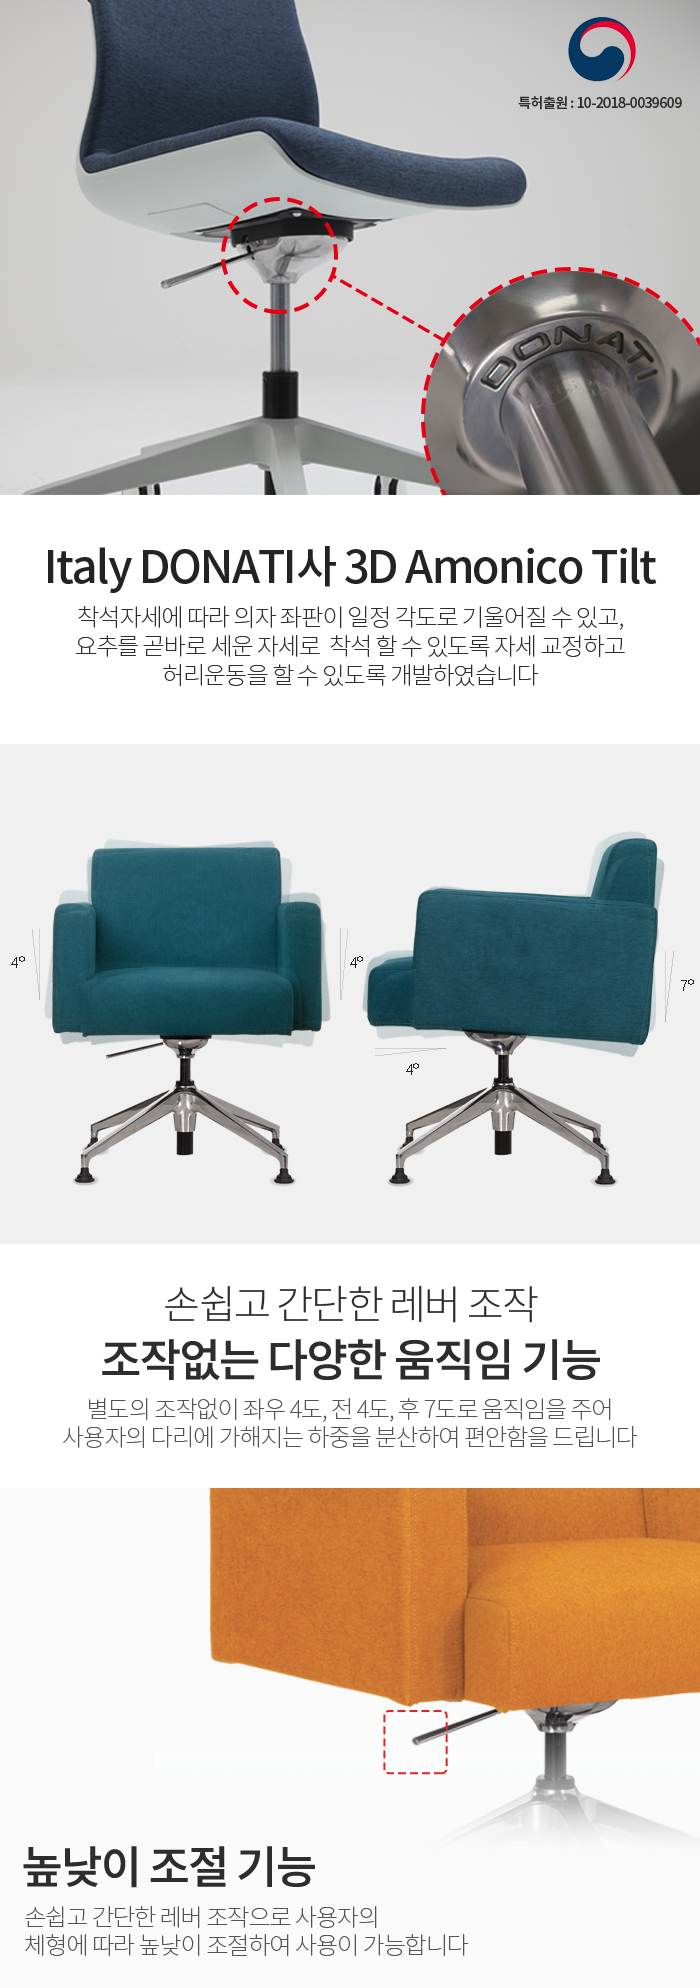 특허출원 : 10-2018-0039609
DONATI
Italy DONATI사 3D Amonico Tilt
착석자세에 따라 의자 좌판이 일정 각도로 기울어질 수 있고,
요추를 곧바로 세운 자세로 착석 할 수 있도록 자세 교정하고
허리운동을 할 수 있도록 개발하였습니다
4°
4°
7°
4°
손쉽고 간단한 레버 조작
조작없는 다양한 움직임 기능
별도의 조작없이 좌우 4도, 전 4도, 후 7도로 움직임을 주어
사용자의 다리에 가해지는 하중을 분산하여 편안함을 드립니다
높낮이 조절 기능
손쉽고 간단한 레버 조작으로 사용자의
체형에 따라 높낮이 조절하여 사용이 가능합니다